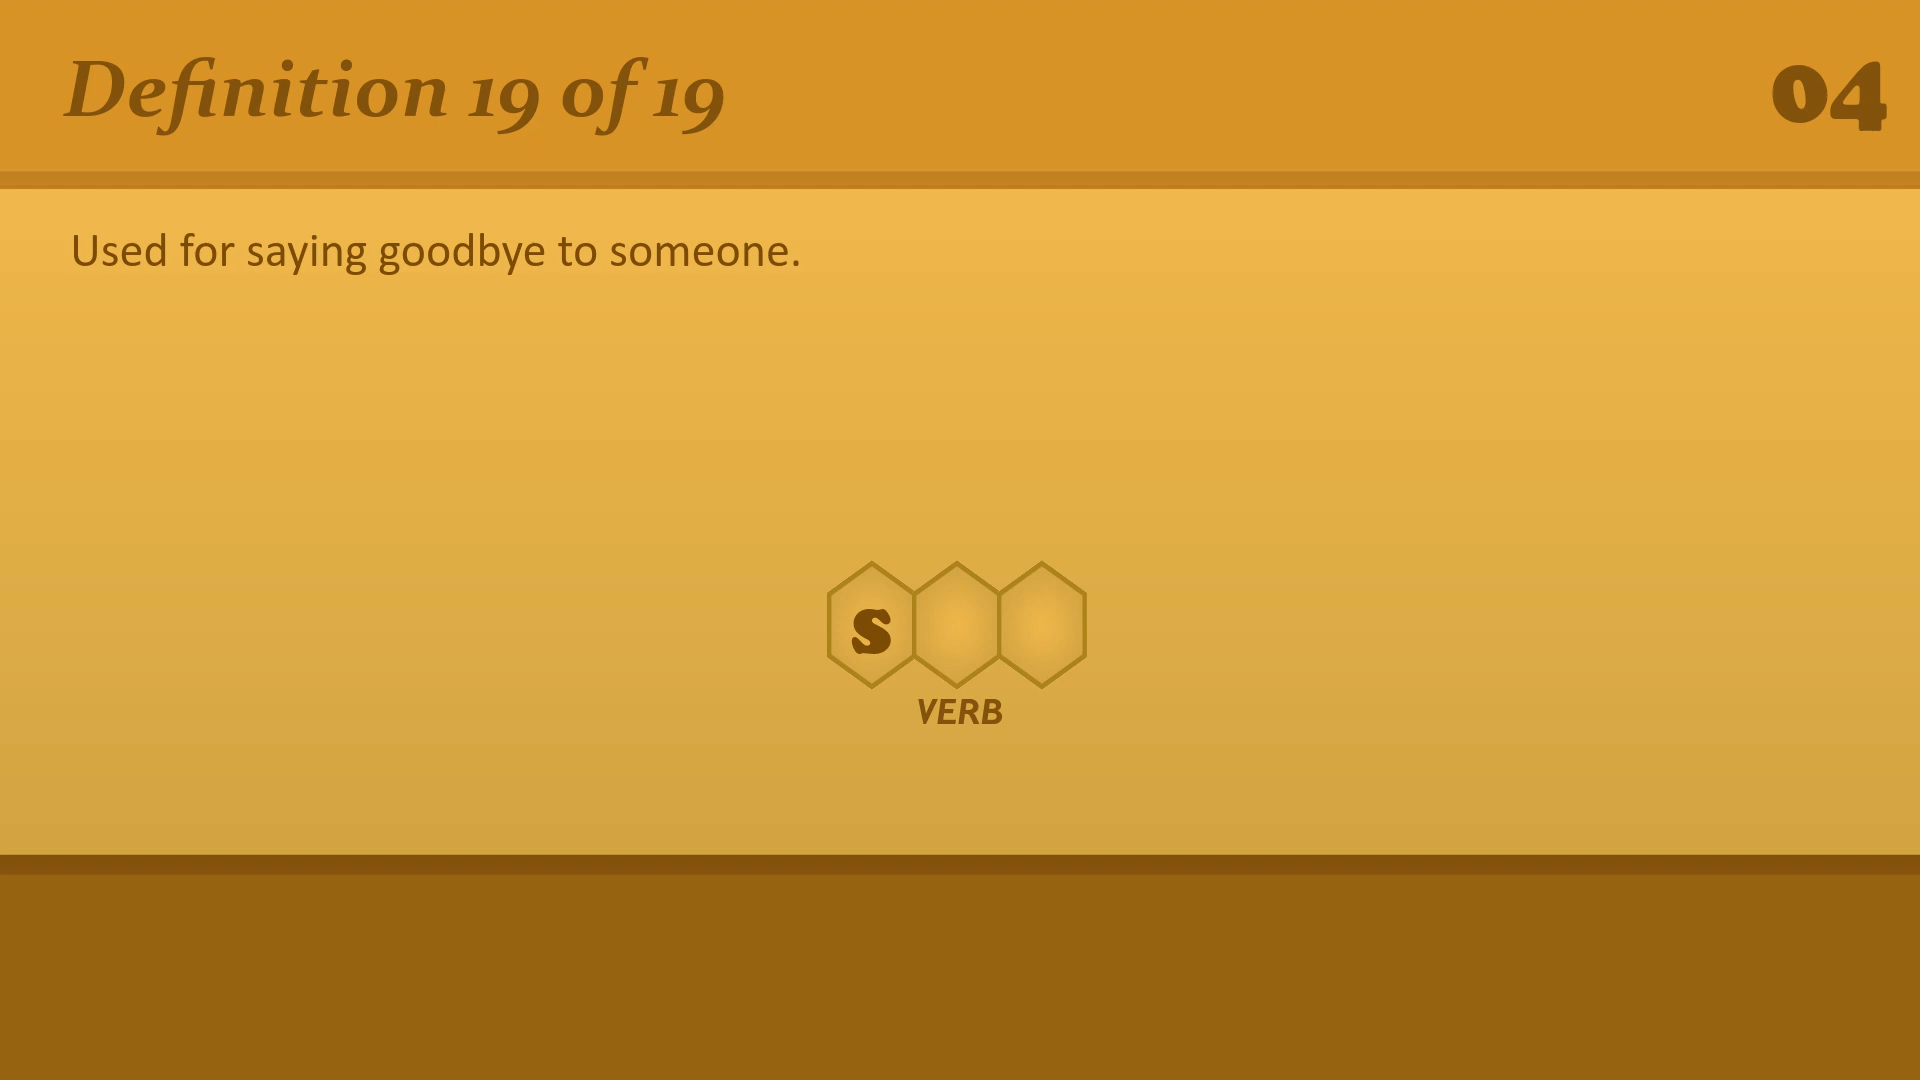 Definition 19 of 19
04
Used for saying goodbye to someone.
S
VERB